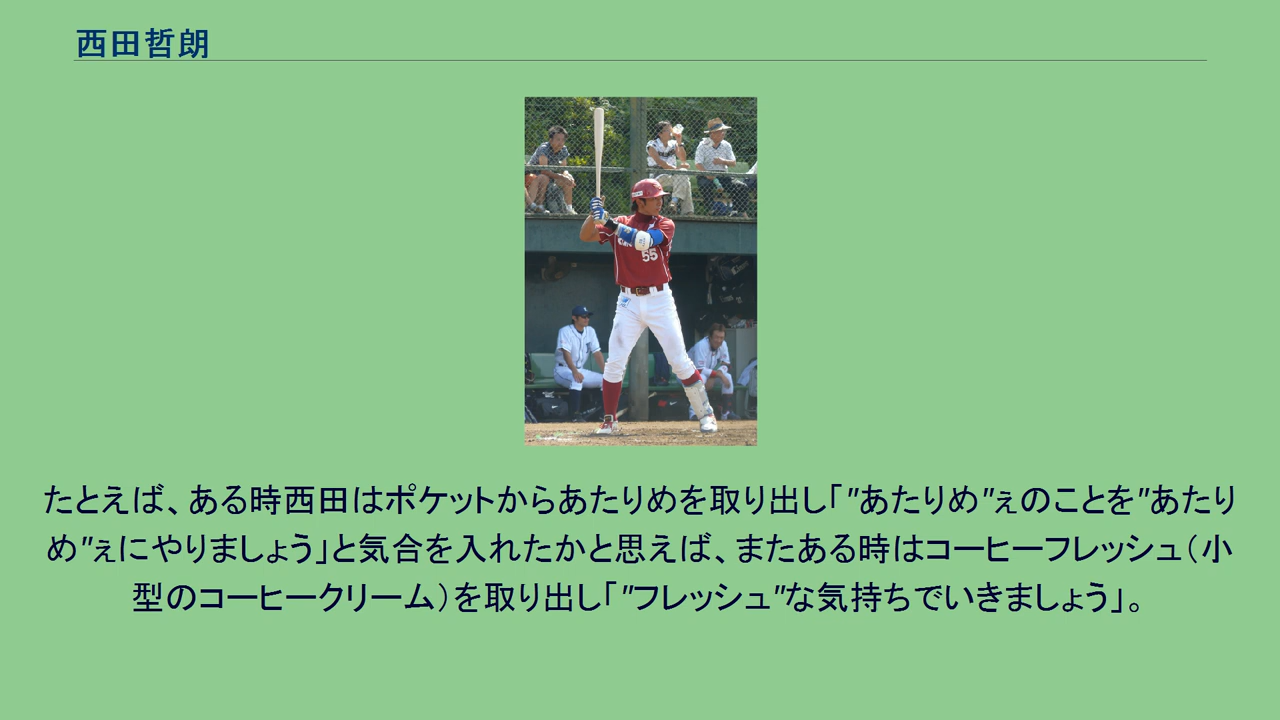 西田哲朗
55
たとえば、ある時西田はポケットからあたりめを取り出し「"あたりめ"ぇのことを"あたり
め"ぇにやりましょう」と気合を入れたかと思えば、またある時はコーヒーフレッシュ（小
型のコーヒークリーム）を取り出し「"フレッシュ"な気持ちでいきましょう」。